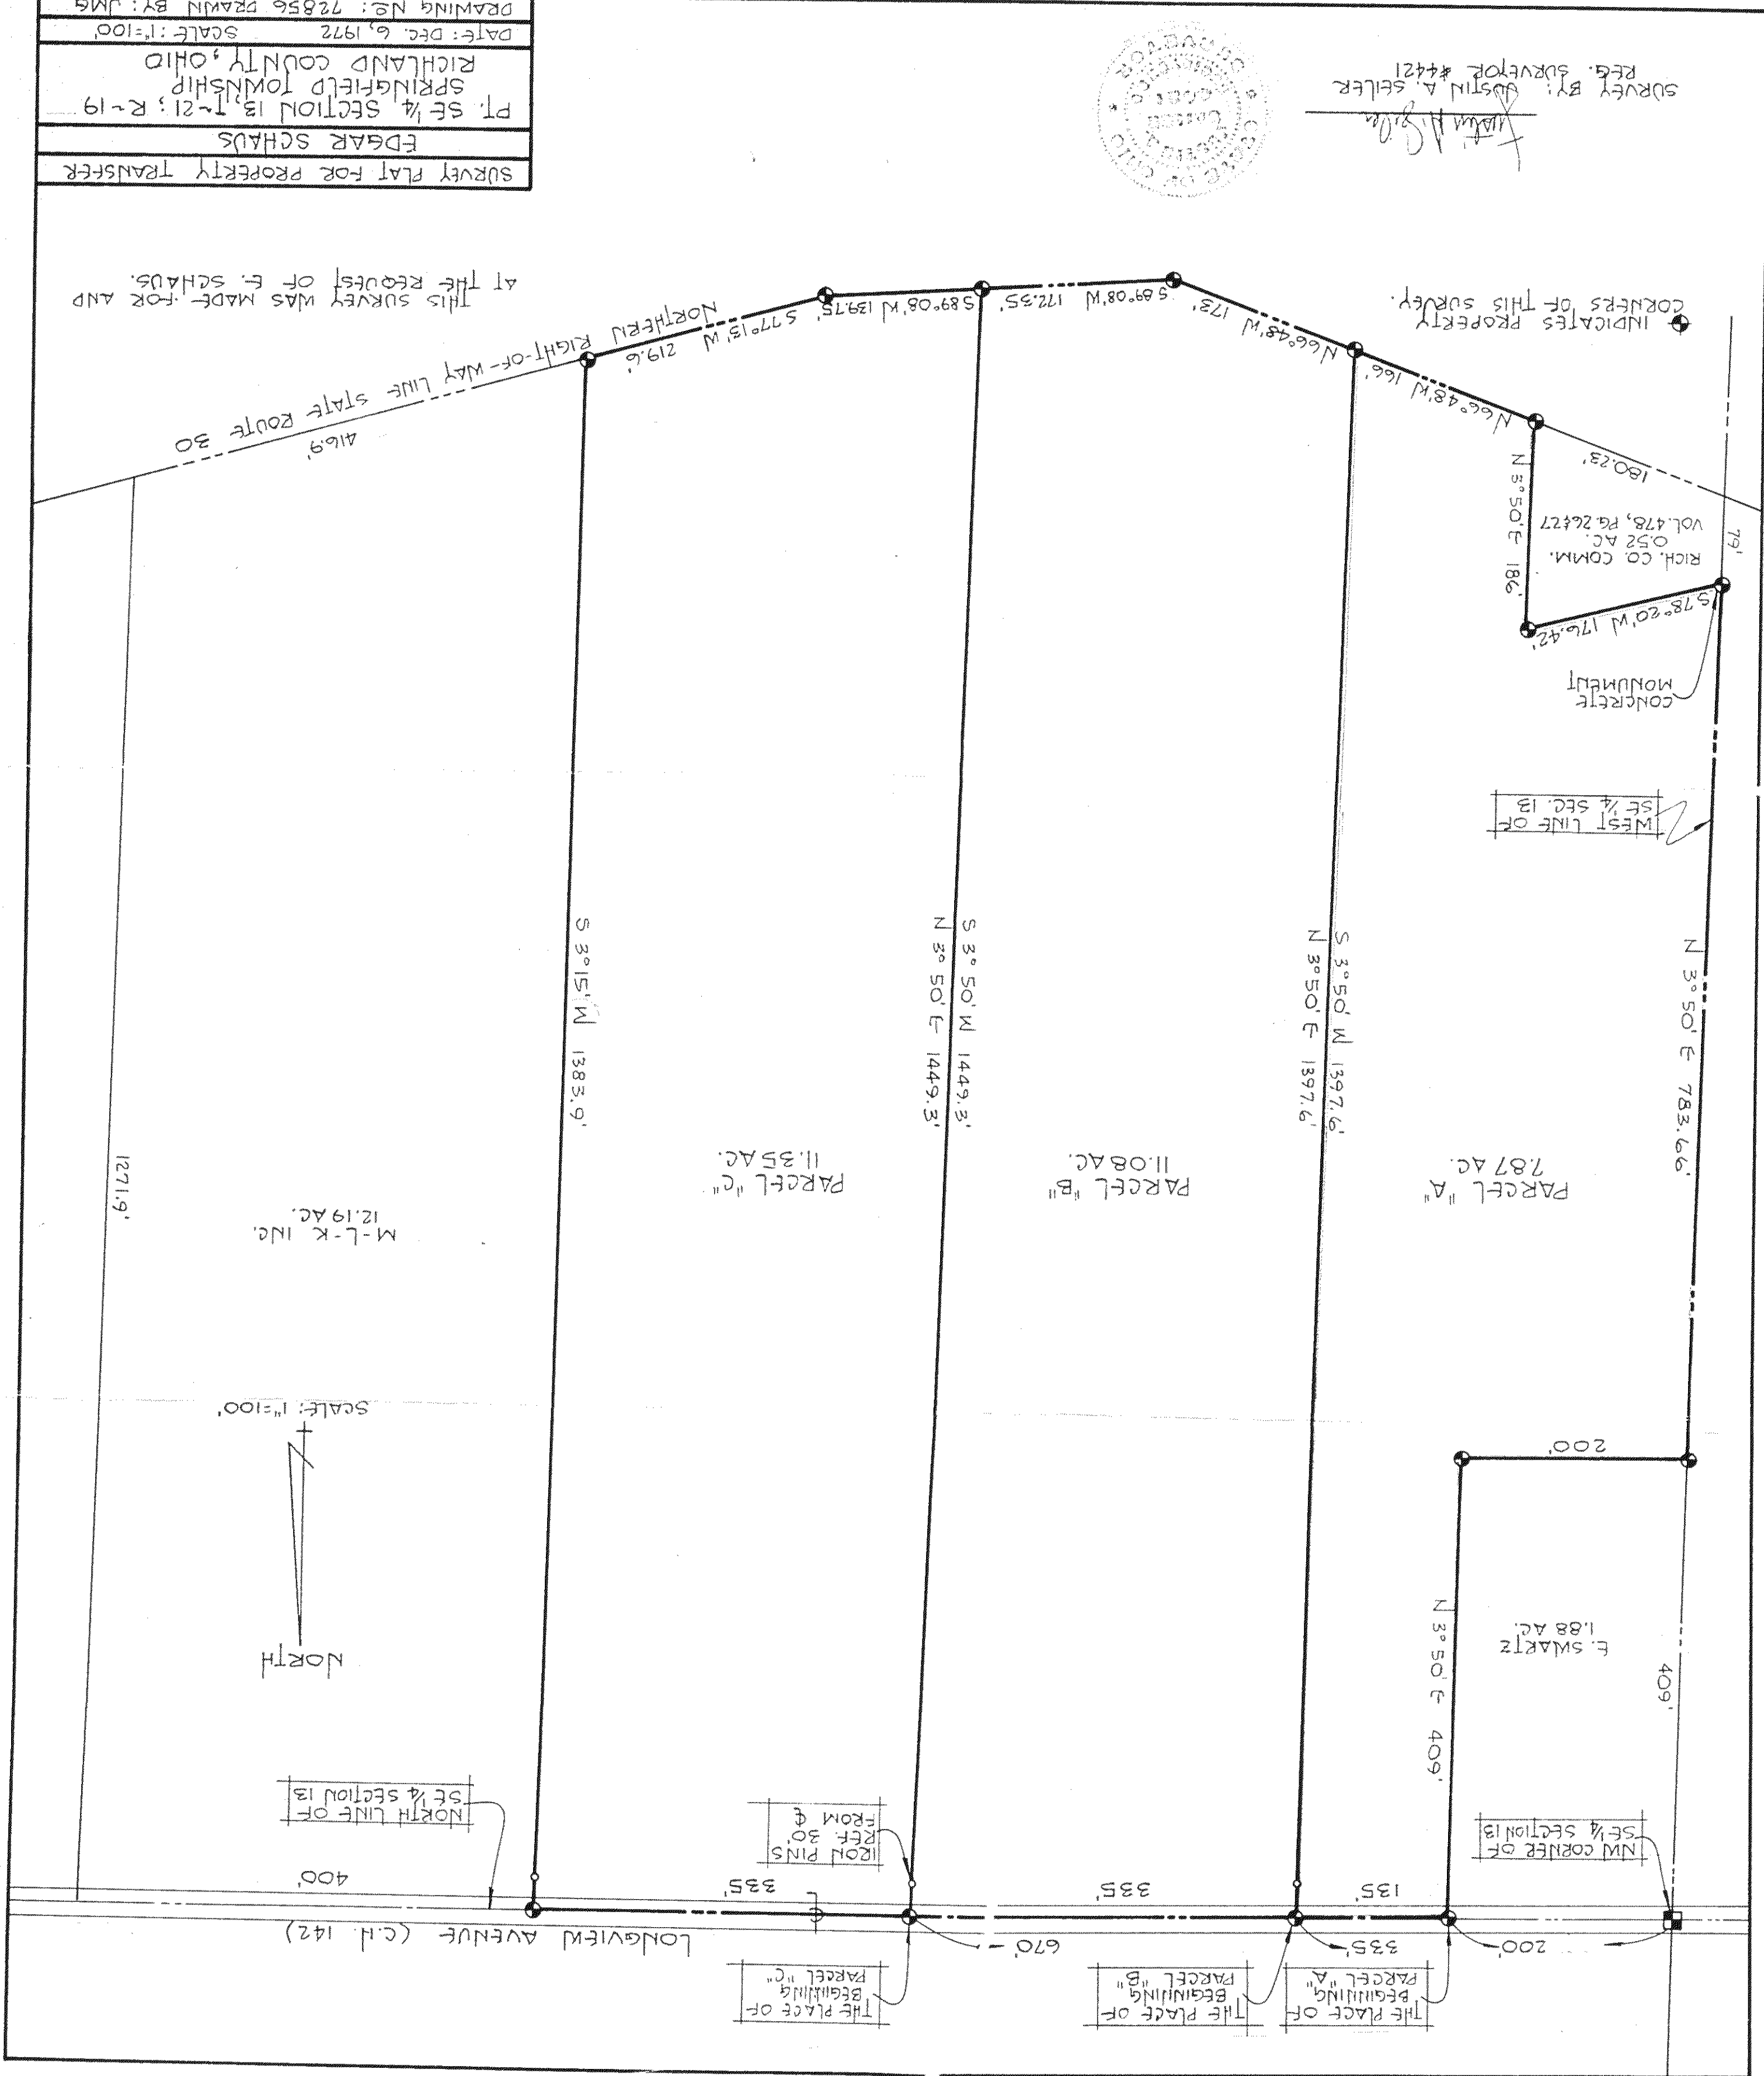 THE PLACE OF
BEGINNING
PARCEL "A"
THE PLACE OF
BEGINNING
PARCEL "B"
THE PLACE OF
BEGINNING
PARCEL "C"
200'
335'
670'
LONGVIEW AVENUE (C.H. 142)
135'
335'
335'
400'
NW CORNER OF
SE 1/4 SECTION 13
IRON PINS
REF. 30'
FROM ℄
NORTH LINE OF
SE 1/4 SECTION 13
409'
E. SWARTZ
1.88 AC.
N 3° 50' E 409'
200'
NORTH
SCALE: 1"=100'
PARCEL "A"
7.87 AC.
PARCEL "B"
11.08 AC.
PARCEL "C"
11.35 AC.
M-L-K INC.
12.19 AC.
N 3° 50' E 783.66'
S 3° 50' W 1397.6'
N 3° 50' E 1397.6'
S 3° 50' W 1449.3'
N 3° 50' E 1449.3'
S 3° 15' W 1383.9'
1271.9'
WEST LINE OF
SE 1/4 SEC. 13
CONCRETE
MONUMENT
S 78° 20' W 176.42'
79'
RICH. CO. COMM.
0.52 AC.
VOL. 478, PG. 26 & 27
N 3° 50' E 186'
180.23'
N 66° 48' W 166'
N 66° 48' W 173'
S 89° 08' W 172.35'
S 89° 08' W 139.75'
S 77° 13' W 219.6'
416.9'
NORTHERN RIGHT-OF-WAY LINE STATE ROUTE 30
INDICATES PROPERTY
CORNERS OF THIS SURVEY.
THIS SURVEY WAS MADE FOR AND
AT THE REQUEST OF E. SCHAUS.
Justin A. Seiler
SURVEY BY: JUSTIN A. SEILER
REG. SURVEYOR #4421
STATE OF OHIO
SURVEY PLAT FOR PROPERTY TRANSFER
EDGAR SCHAUS
PT. SE 1/4 SECTION 13, T-21; R-19
SPRINGFIELD TOWNSHIP
RICHLAND COUNTY, OHIO
DATE: DEC. 6, 1972 SCALE: 1"=100'
DRAWING No: 72856 DRAWN BY: JMG